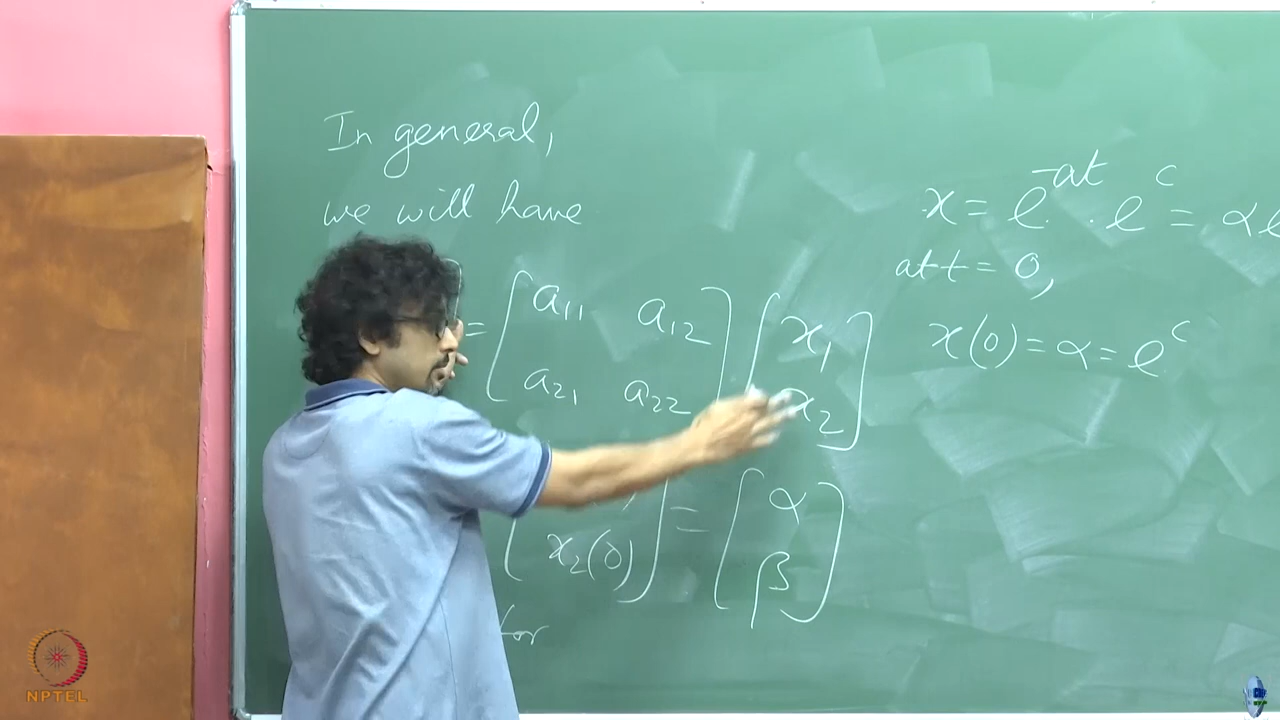 In general,
we will have
= [ a11 a12 ] [ x1 ]
[ a21 a22 ] [ x2 ]
[ x2(0) ] = [ α ]
[ β ]
for
x = e^-at . e^c = αe
at t = 0,
x(0) = α = e^c
NPTEL